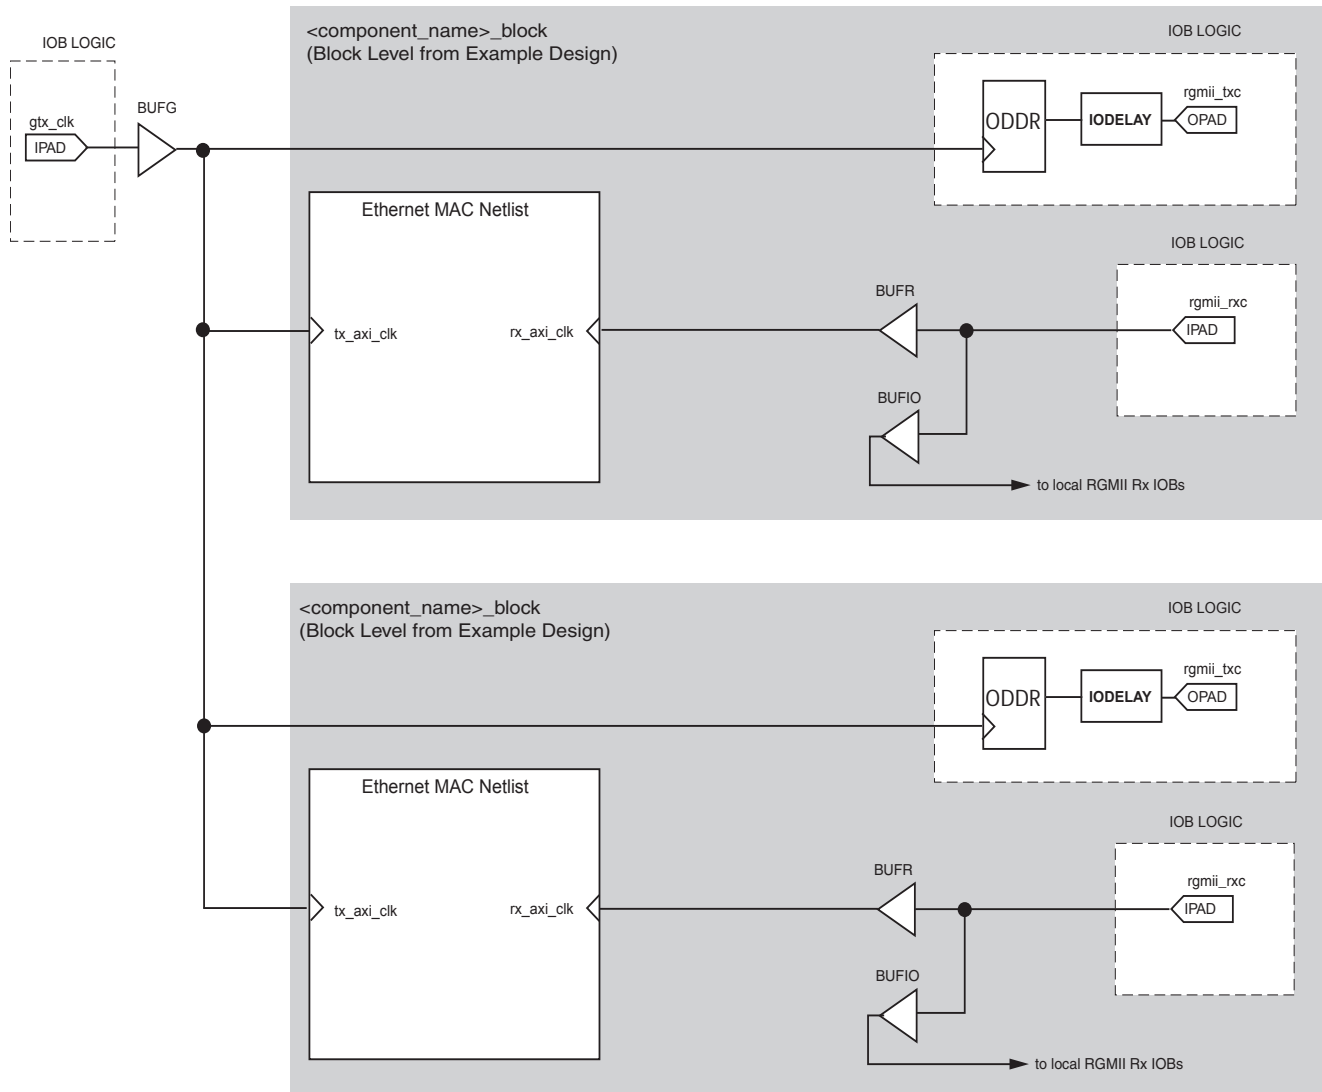 IOB LOGIC
gtx_clk
IPAD
BUFG
<component_name>_block
(Block Level from Example Design)
IOB LOGIC
ODDR
IODELAY
rgmii_txc
OPAD
Ethernet MAC Netlist
tx_axi_clk
rx_axi_clk
BUFR
IOB LOGIC
rgmii_rxc
IPAD
BUFIO
to local RGMII Rx IOBs
<component_name>_block
(Block Level from Example Design)
IOB LOGIC
ODDR
IODELAY
rgmii_txc
OPAD
Ethernet MAC Netlist
tx_axi_clk
rx_axi_clk
BUFR
IOB LOGIC
rgmii_rxc
IPAD
BUFIO
to local RGMII Rx IOBs